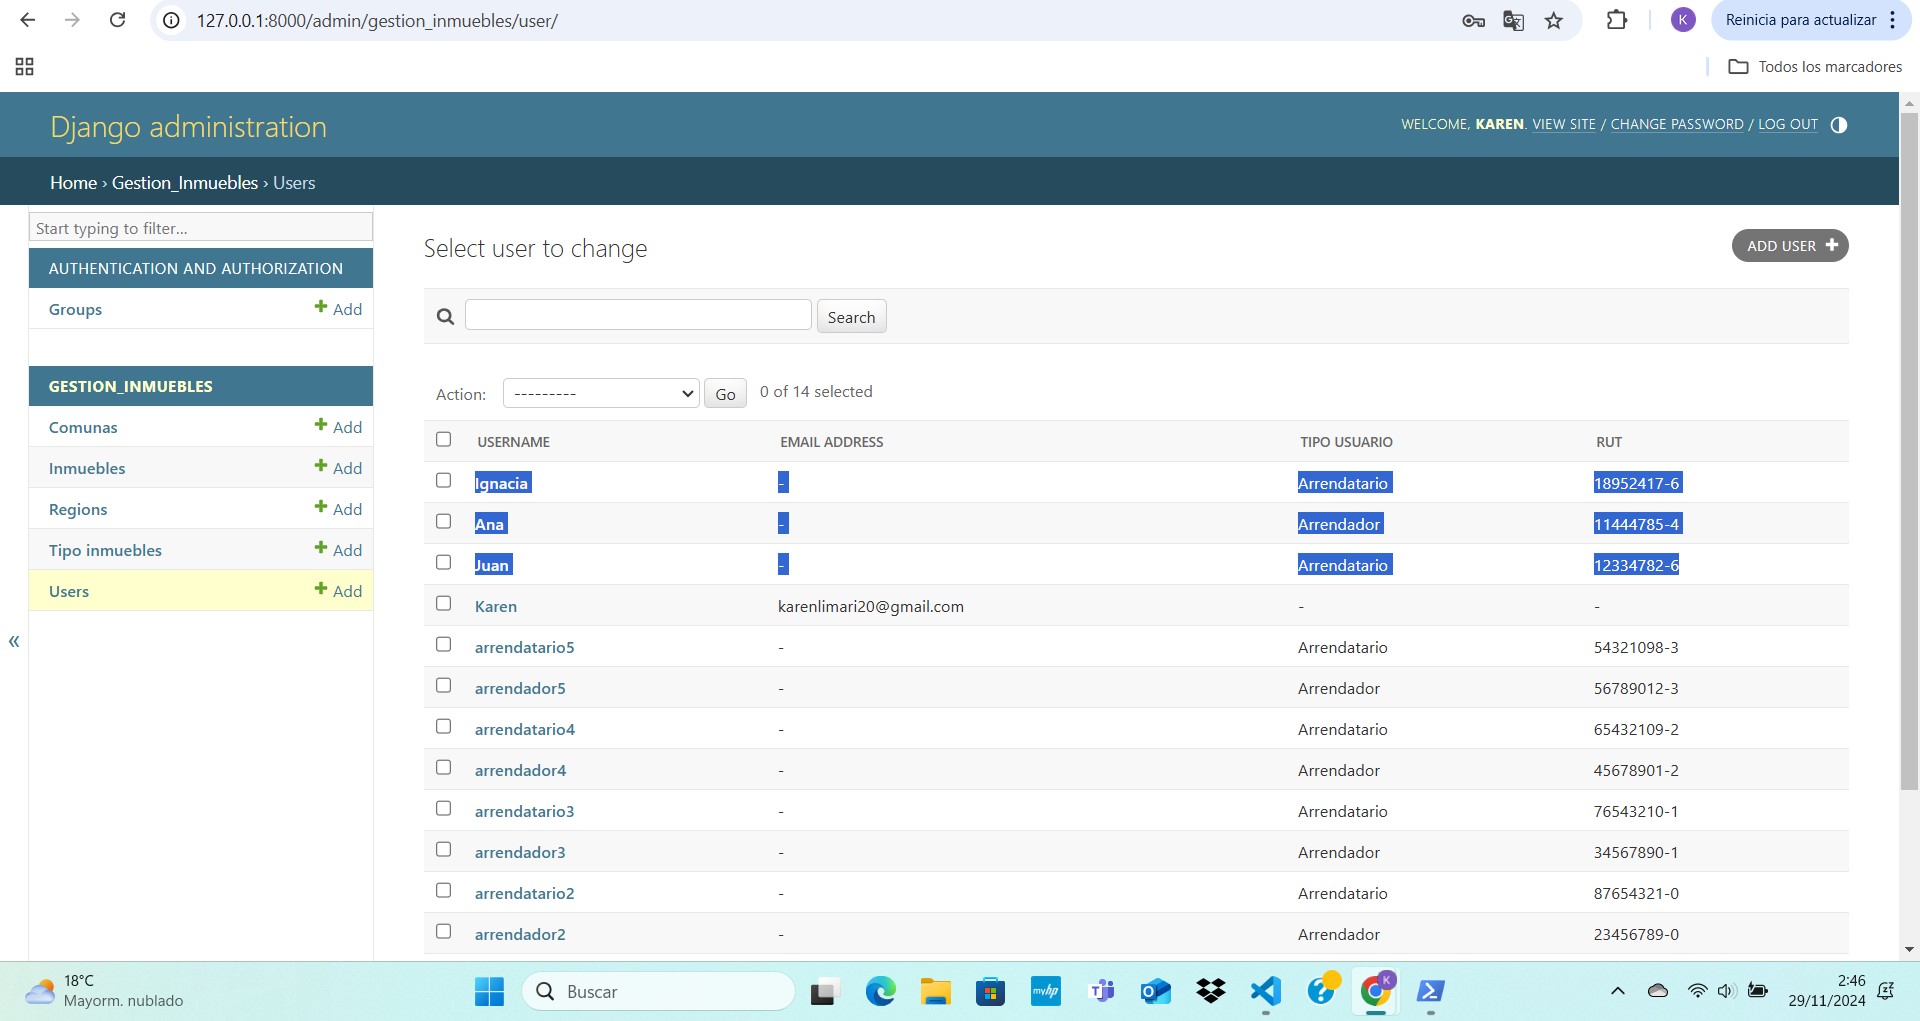 127.0.0.1:8000/admin/gestion_inmuebles/user/
K
Reinicia para actualizar
Todos los marcadores
Django administration
WELCOME, KAREN. VIEW SITE / CHANGE PASSWORD / LOG OUT
Home › Gestion_Inmuebles › Users
Start typing to filter...
AUTHENTICATION AND AUTHORIZATION
Groups + Add
GESTION_INMUEBLES
Comunas + Add
Inmuebles + Add
Regions + Add
Tipo inmuebles + Add
Users + Add
«
Select user to change
ADD USER +
Search
Action: --------- Go 0 of 14 selected
USERNAME EMAIL ADDRESS TIPO USUARIO RUT
Ignacia - Arrendatario 18952417-6
Ana - Arrendador 11444785-4
Juan - Arrendatario 12334782-6
Karen karenlimari20@gmail.com - -
arrendatario5 - Arrendatario 54321098-3
arrendador5 - Arrendador 56789012-3
arrendatario4 - Arrendatario 65432109-2
arrendador4 - Arrendador 45678901-2
arrendatario3 - Arrendatario 76543210-1
arrendador3 - Arrendador 34567890-1
arrendatario2 - Arrendatario 87654321-0
arrendador2 - Arrendador 23456789-0
18°C
Mayorm. nublado
Buscar
myhp
K
2:46
29/11/2024